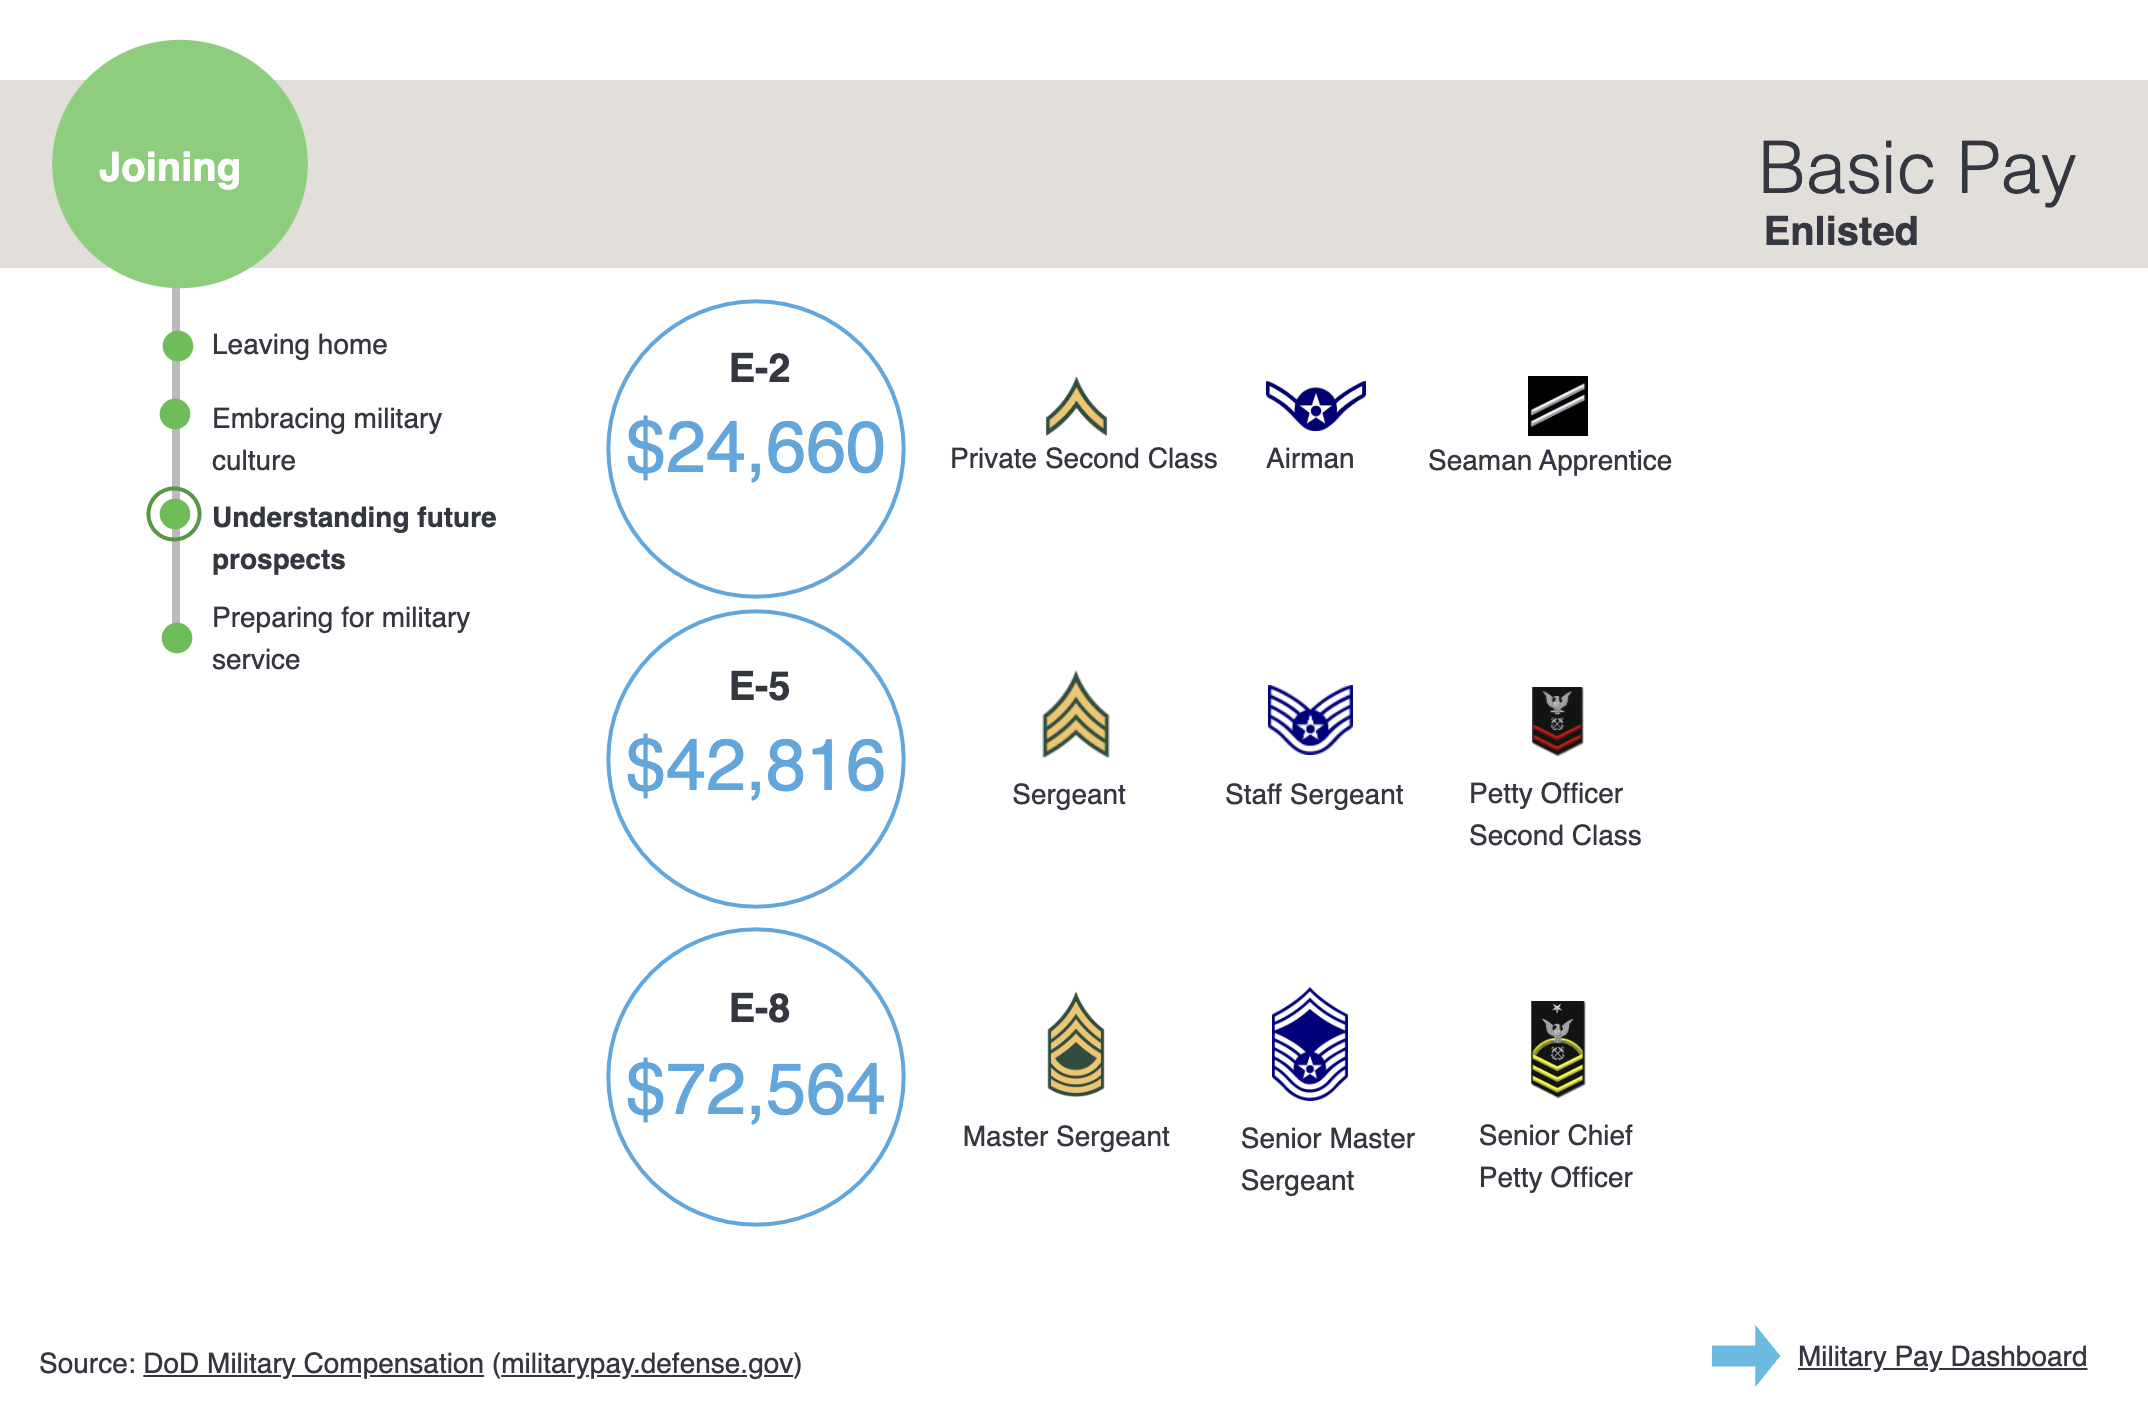 Joining
Basic Pay
Enlisted
Leaving home
Embracing military
culture
Understanding future
prospects
Preparing for military
service
E-2
$24,660
Private Second Class
Airman
Seaman Apprentice
E-5
$42,816
Sergeant
Staff Sergeant
Petty Officer
Second Class
E-8
$72,564
Master Sergeant
Senior Master
Sergeant
Senior Chief
Petty Officer
Source: DoD Military Compensation (militarypay.defense.gov)
Military Pay Dashboard